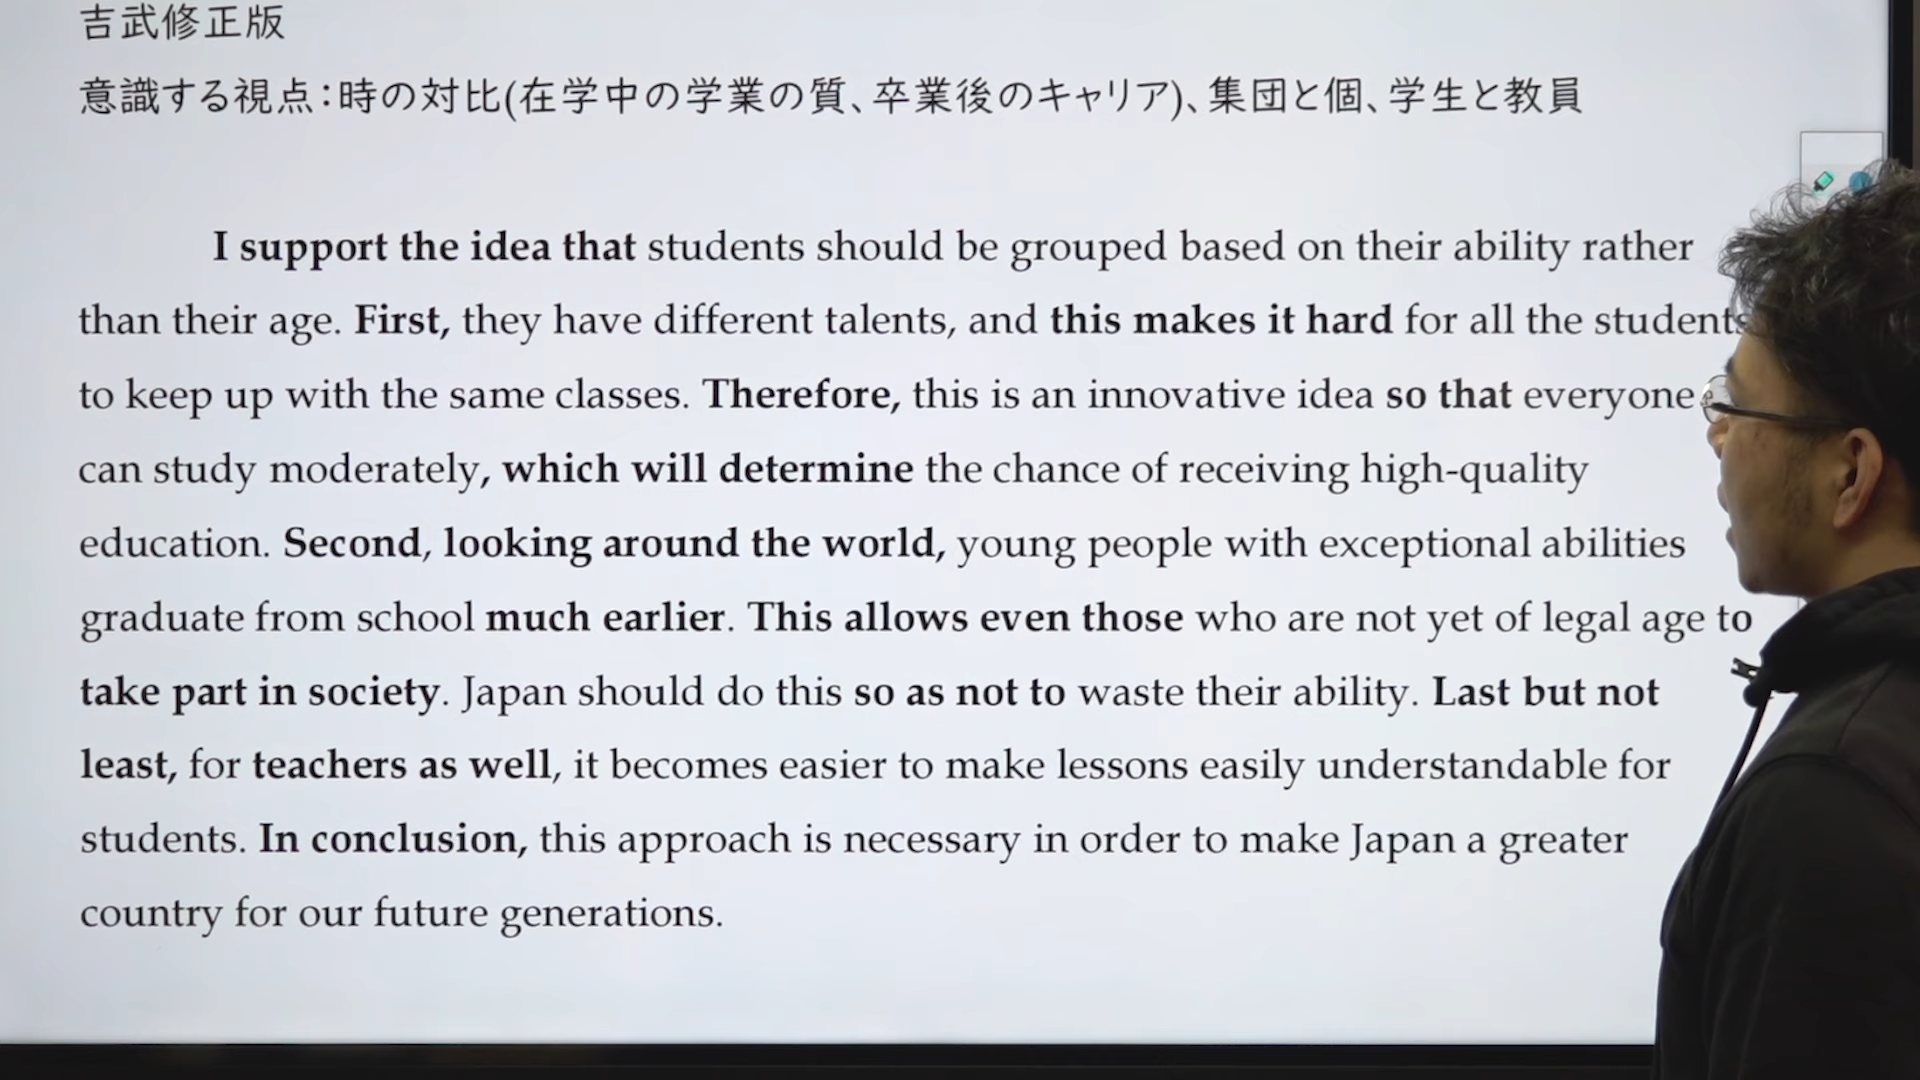 吉武修正版
意識する視点:時の対比(在学中の学業の質、卒業後のキャリア)、集団と個、学生と教員
I support the idea that students should be grouped based on their ability rather
than their age. First, they have different talents, and this makes it hard for all the students
to keep up with the same classes. Therefore, this is an innovative idea so that everyone
can study moderately, which will determine the chance of receiving high-quality
education. Second, looking around the world, young people with exceptional abilities
graduate from school much earlier. This allows even those who are not yet of legal age to
take part in society. Japan should do this so as not to waste their ability. Last but not
least, for teachers as well, it becomes easier to make lessons easily understandable for
students. In conclusion, this approach is necessary in order to make Japan a greater
country for our future generations.